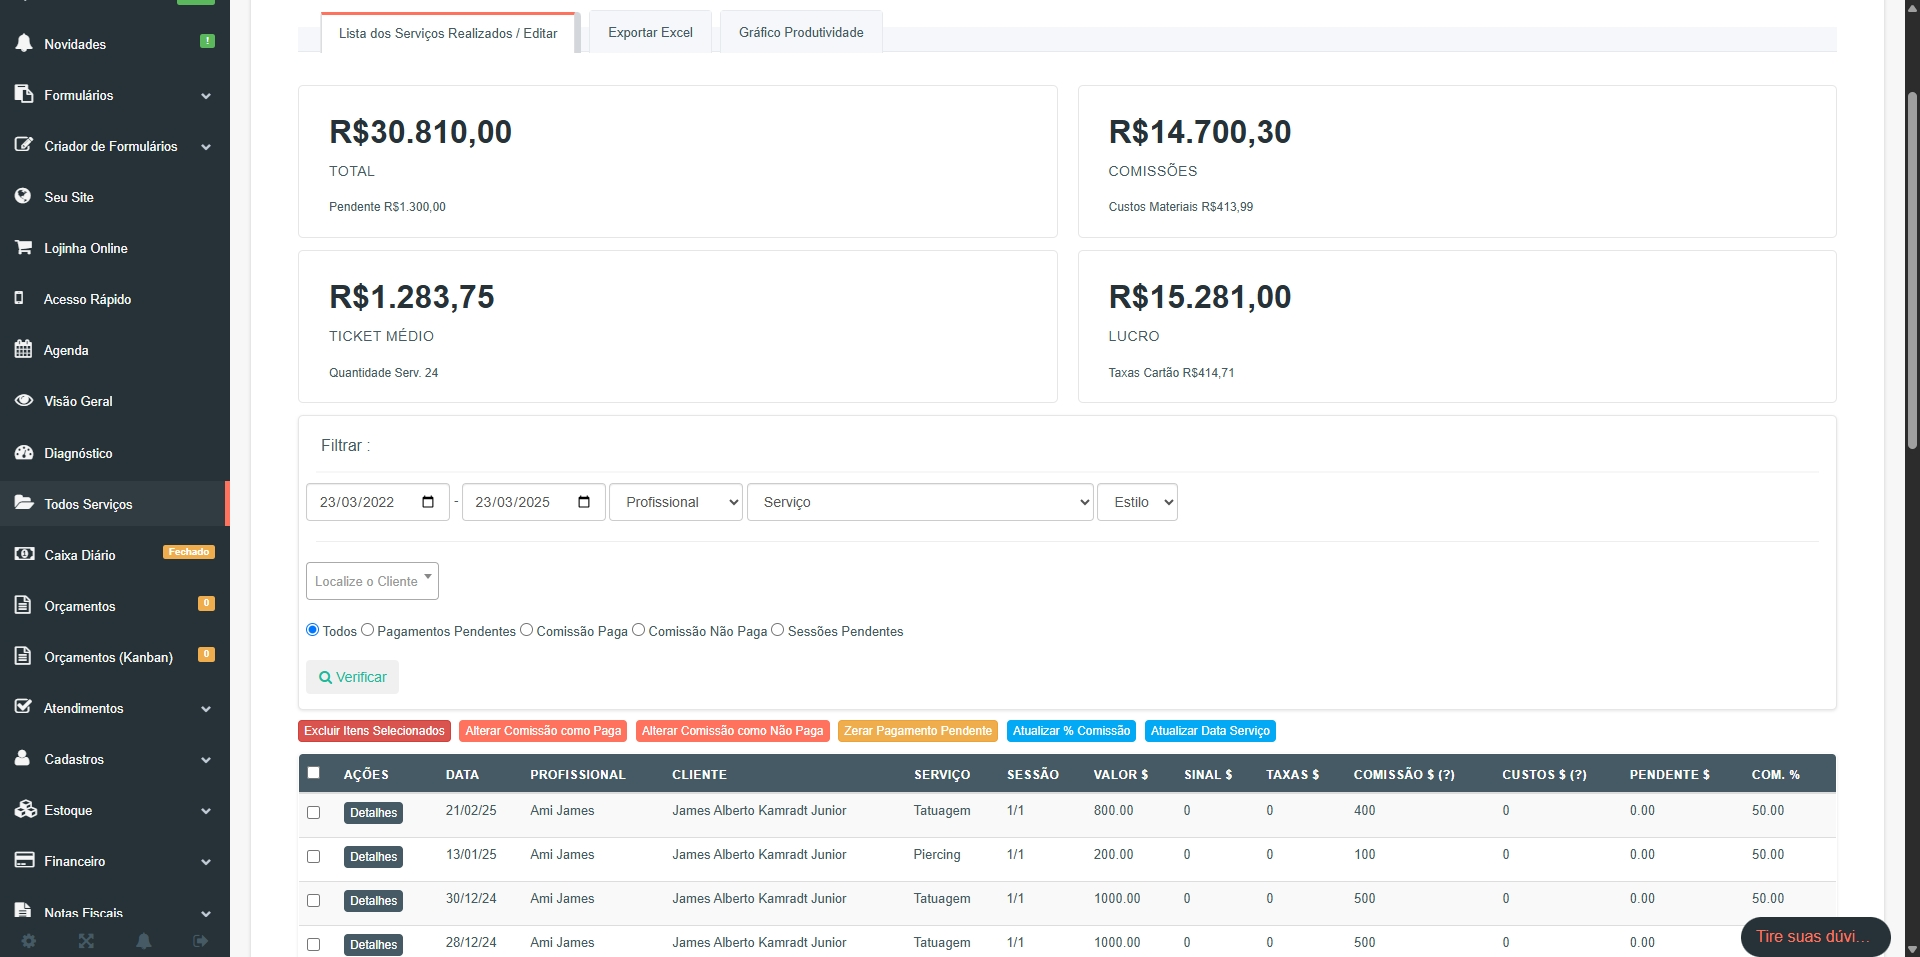 Novidades
!
Formulários
Criador de Formulários
Seu Site
Lojinha Online
Acesso Rápido
Agenda
Visão Geral
Diagnóstico
Todos Serviços
Caixa Diário
Fechado
Orçamentos
0
Orçamentos (Kanban)
0
Atendimentos
Cadastros
Estoque
Financeiro
Notas Fiscais
Lista dos Serviços Realizados / Editar
Exportar Excel
Gráfico Produtividade
R$30.810,00
TOTAL
Pendente R$1.300,00
R$14.700,30
COMISSÕES
Custos Materiais R$413,99
R$1.283,75
TICKET MÉDIO
Quantidade Serv. 24
R$15.281,00
LUCRO
Taxas Cartão R$414,71
Filtrar :
23/03/2022 - 23/03/2025 Profissional Serviço Estilo
Localize o Cliente
Todos Pagamentos Pendentes Comissão Paga Comissão Não Paga Sessões Pendentes
Verificar
Excluir Itens Selecionados Alterar Comissão como Paga Alterar Comissão como Não Paga Zerar Pagamento Pendente Atualizar % Comissão Atualizar Data Serviço
AÇÕES DATA PROFISSIONAL CLIENTE SERVIÇO SESSÃO VALOR $ SINAL $ TAXAS $ COMISSÃO $ (?) CUSTOS $ (?) PENDENTE $ COM. %
Detalhes 21/02/25 Ami James James Alberto Kamradt Junior Tatuagem 1/1 800.00 0 0 400 0 0.00 50.00
Detalhes 13/01/25 Ami James James Alberto Kamradt Junior Piercing 1/1 200.00 0 0 100 0 0.00 50.00
Detalhes 30/12/24 Ami James James Alberto Kamradt Junior Tatuagem 1/1 1000.00 0 0 500 0 0.00 50.00
Detalhes 28/12/24 Ami James James Alberto Kamradt Junior Tatuagem 1/1 1000.00 0 0 500 0 0.00
Tire suas dúvi...